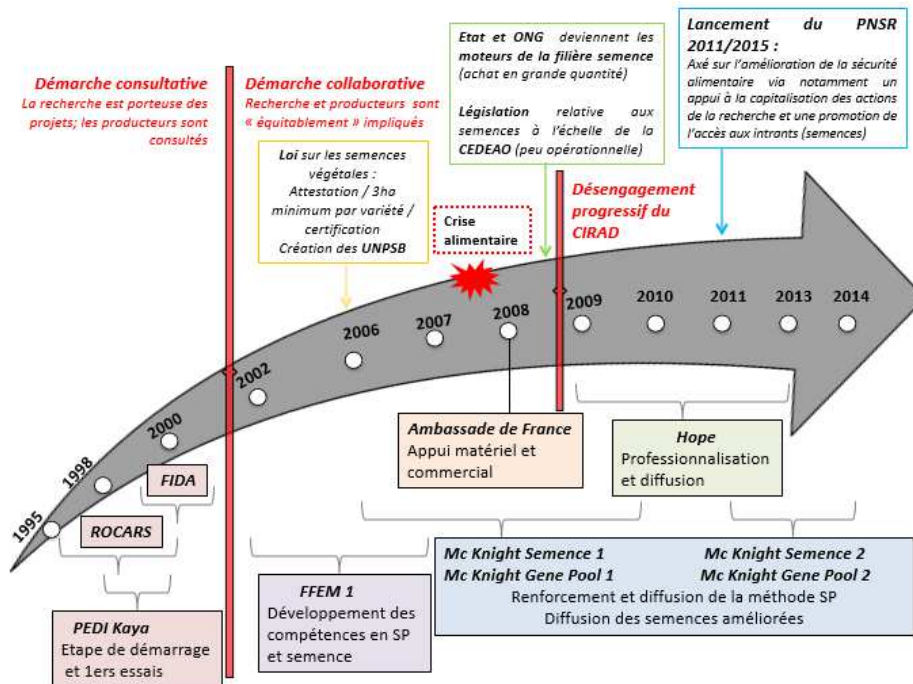 Démarche consultative
La recherche est porteuse des
projets; les producteurs sont
consultés
Démarche collaborative
Recherche et producteurs sont
« équitablement » impliqués
Loi sur les semences
végétales :
Attestation / 3ha
minimum par variété /
certification
Création des UNPSB
Etat et ONG deviennent les
moteurs de la filière semence
(achat en grande quantité)
Législation relative aux
semences à l'échelle de la
CEDEAO (peu opérationnelle)
Lancement du PNSR
2011/2015 :
Axé sur l'amélioration de la sécurité
alimentaire via notamment un
appui à la capitalisation des actions
de la recherche et une promotion de
l'accès aux intrants (semences)
Crise
alimentaire
Désengagement
progressif du
CIRAD
1995
1998
2000
2002
2006
2007
2008
2009
2010
2011
2013
2014
FIDA
ROCARS
PEDI Kaya
Etape de démarrage
et 1ers essais
FFEM 1
Développement des
compétences en SP
et semence
Ambassade de France
Appui matériel et
commercial
Hope
Professionnalisation
et diffusion
Mc Knight Semence 1
Mc Knight Gene Pool 1
Mc Knight Semence 2
Mc Knight Gene Pool 2
Renforcement et diffusion de la méthode SP
Diffusion des semences améliorées